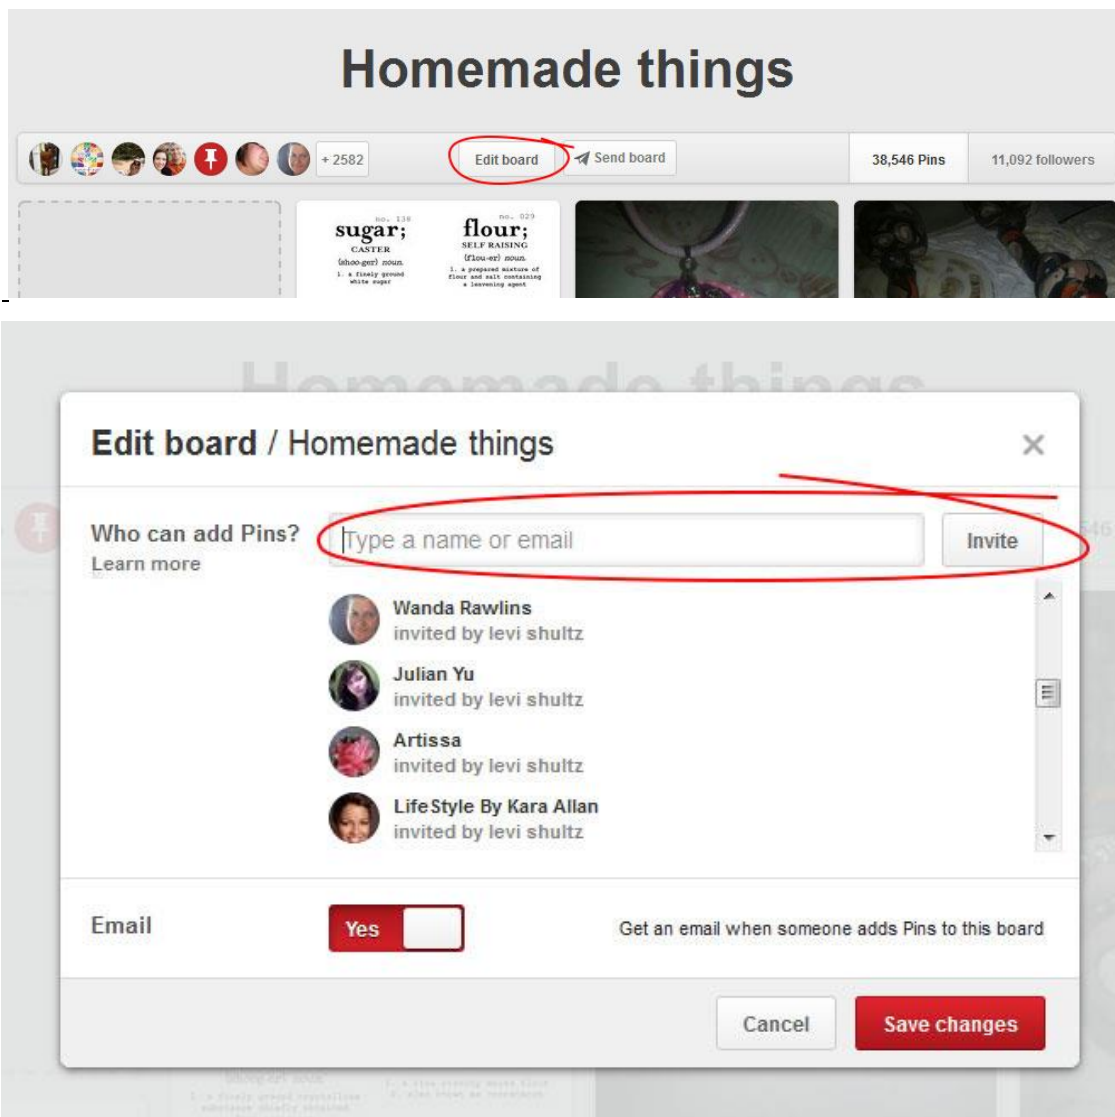 Homemade things
+ 2582
Edit board
Send board
38,546 Pins
11,092 followers
no. 138
sugar;
CASTER
(shoo-ger) noun.
1. a finely ground
white sugar
no. 029
flour;
SELF RAISING
(flou-er) noun.
1. a prepared mixture of
flour and salt containing
a leavening agent
Homemade things
Edit board / Homemade things
Who can add Pins?
Learn more
Type a name or email
Invite
Wanda Rawlins
invited by levi shultz
Julian Yu
invited by levi shultz
Artissa
invited by levi shultz
LifeStyle By Kara Allan
invited by levi shultz
Email
Yes
Get an email when someone adds Pins to this board
Cancel
Save changes